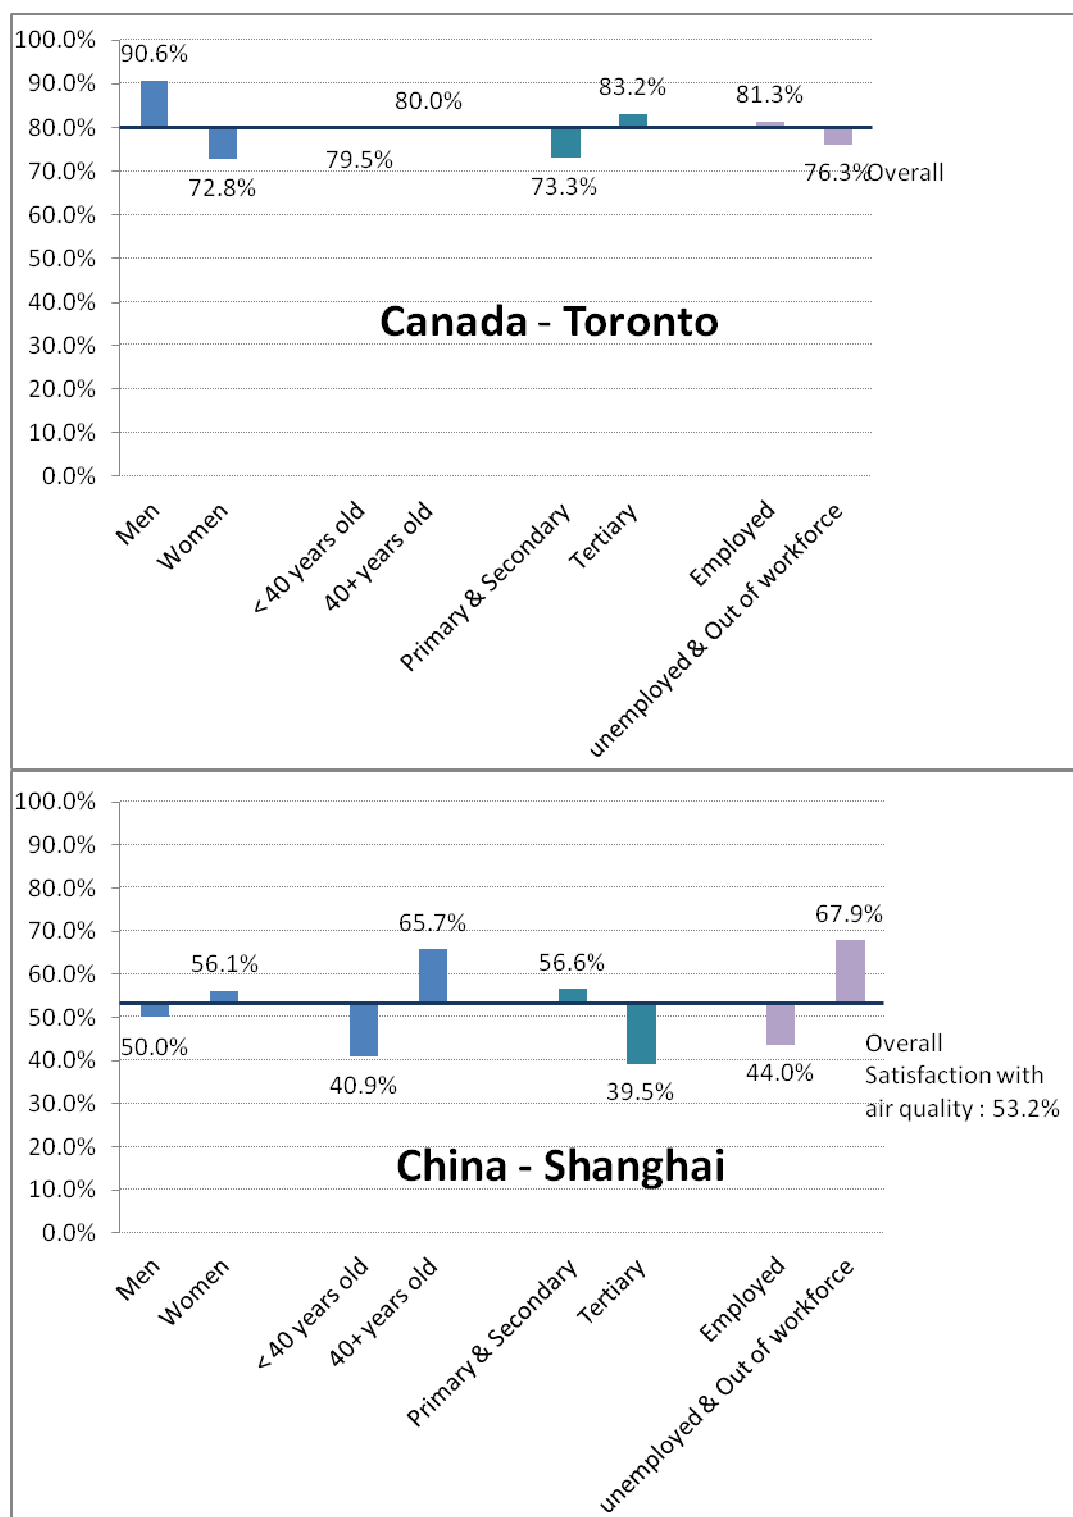 100.0%
90.0%
80.0%
70.0%
60.0%
50.0%
40.0%
30.0%
20.0%
10.0%
0.0%
90.6%
72.8%
79.5%
80.0%
73.3%
83.2%
81.3%
76.3%
Overall
Canada - Toronto
Men
Women
< 40 years old
40+ years old
Primary & Secondary
Tertiary
Employed
unemployed & Out of workforce
100.0%
90.0%
80.0%
70.0%
60.0%
50.0%
40.0%
30.0%
20.0%
10.0%
0.0%
50.0%
56.1%
40.9%
65.7%
56.6%
39.5%
44.0%
67.9%
Overall
Satisfaction with
air quality : 53.2%
China - Shanghai
Men
Women
< 40 years old
40+ years old
Primary & Secondary
Tertiary
Employed
unemployed & Out of workforce